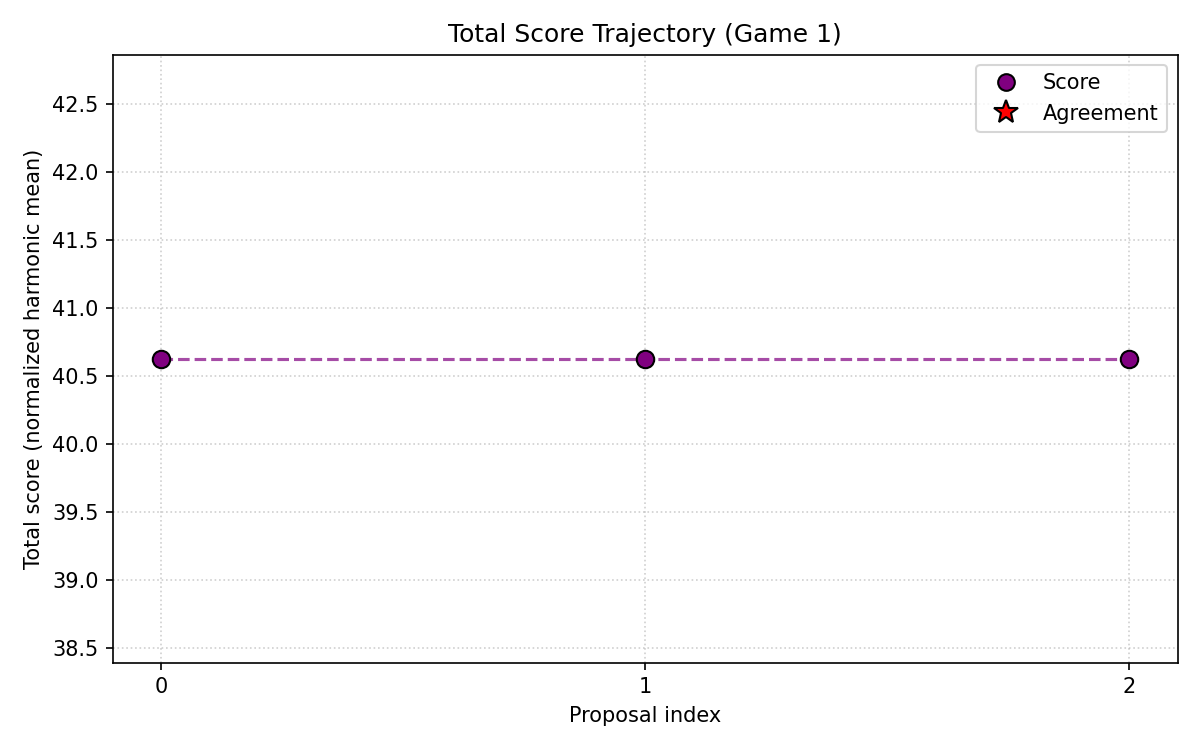 Total Score Trajectory (Game 1)
Score
Agreement
Total score (normalized harmonic mean)
42.5
42.0
41.5
41.0
40.5
40.0
39.5
39.0
38.5
0 1 2
Proposal index